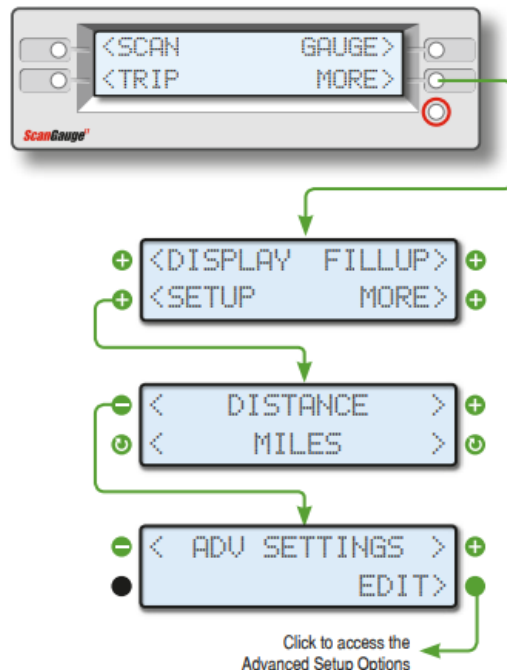 <SCAN GAUGE>
<TRIP MORE>
ScanGauge II
<DISPLAY FILLUP>
<SETUP MORE>
< DISTANCE >
< MILES >
< ADV SETTINGS >
EDIT>
Click to access the
Advanced Setup Options